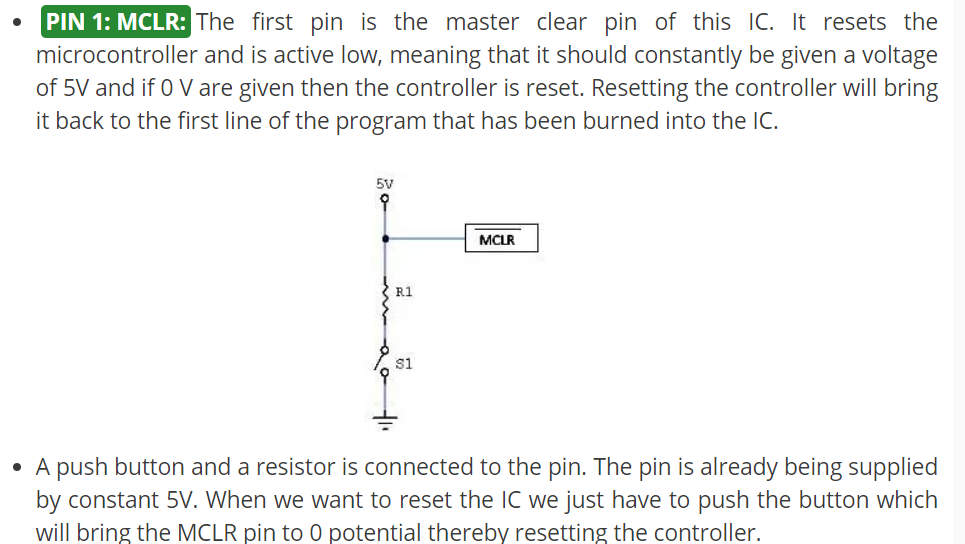 • PIN 1: MCLR: The first pin is the master clear pin of this IC. It resets the
microcontroller and is active low, meaning that it should constantly be given a voltage
of 5V and if 0 V are given then the controller is reset. Resetting the controller will bring
it back to the first line of the program that has been burned into the IC.
5V
MCLR
R1
S1
• A push button and a resistor is connected to the pin. The pin is already being supplied
by constant 5V. When we want to reset the IC we just have to push the button which
will bring the MCLR pin to 0 potential thereby resetting the controller.